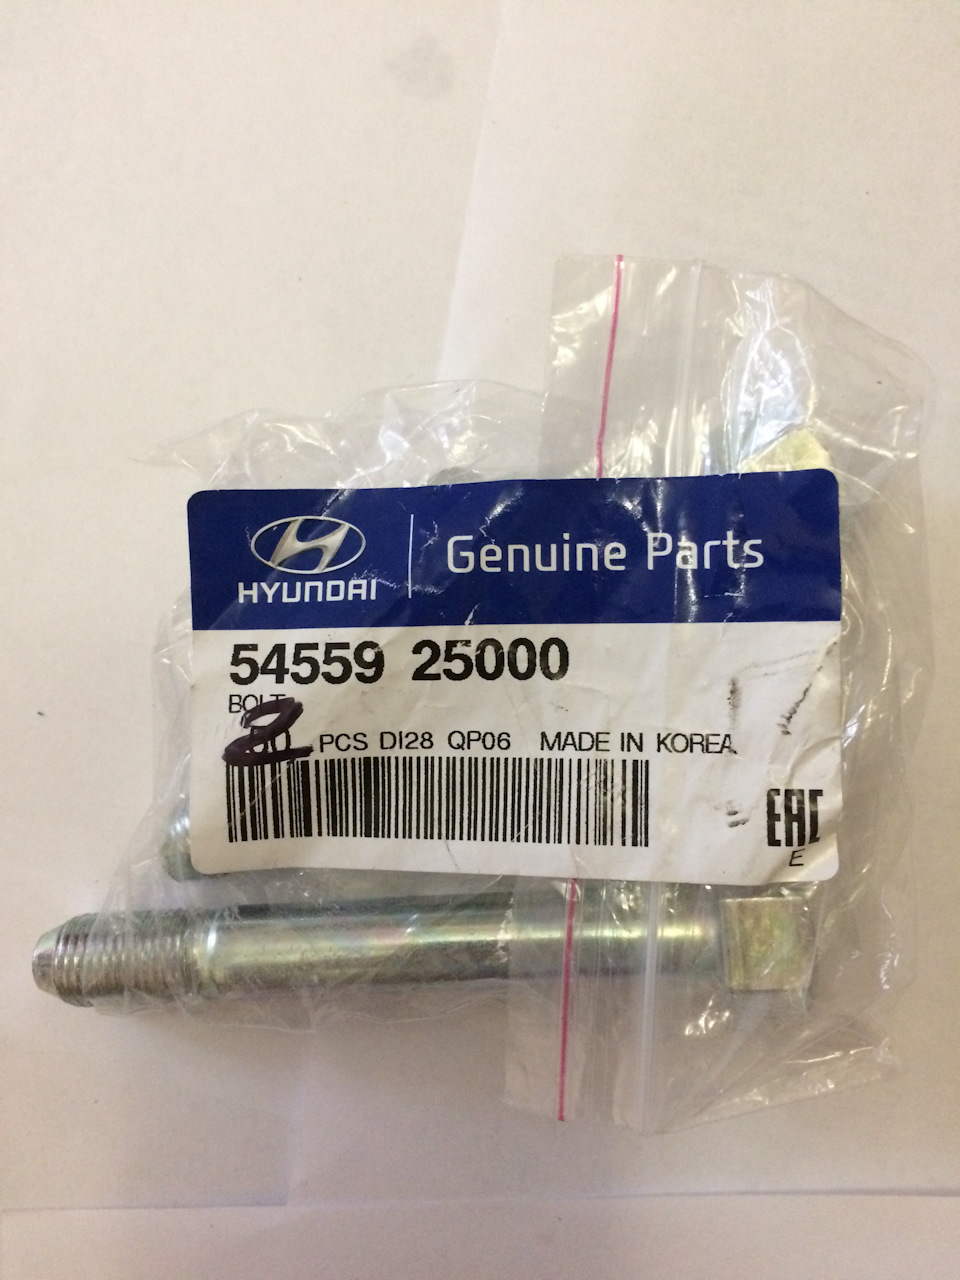 HYUNDAI
Genuine Parts
54559 25000
BOLT
2 PCS DI28 QP06 MADE IN KOREA
EAC
E